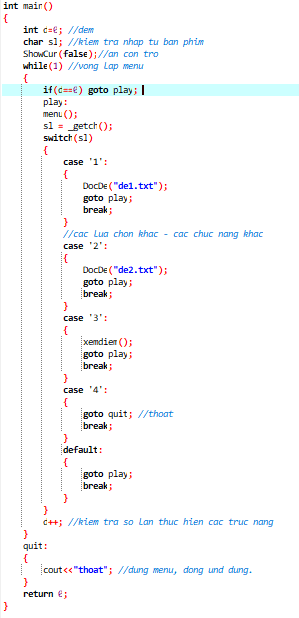 int main()
{
int d=0; //dem
char sl; //kiem tra nhap tu ban phim
ShowCur(false);//an con tro
while(1) //vong lap menu
{
if(d==0) goto play;
play:
menu();
sl = _getch();
switch(sl)
{
case '1':
{
DocDe("de1.txt");
goto play;
break;
}
//cac lua chon khac - cac chuc nang khac
case '2':
{
DocDe("de2.txt");
goto play;
break;
}
case '3':
{
xemdiem();
goto play;
break;
}
case '4':
{
goto quit; //thoat
break;
}
default:
{
goto play;
break;
}
}
d++; //kiem tra so lan thuc hien cac truc nang
}
quit:
{
cout<<"thoat"; //dung menu, dong und dung.
}
return 0;
}